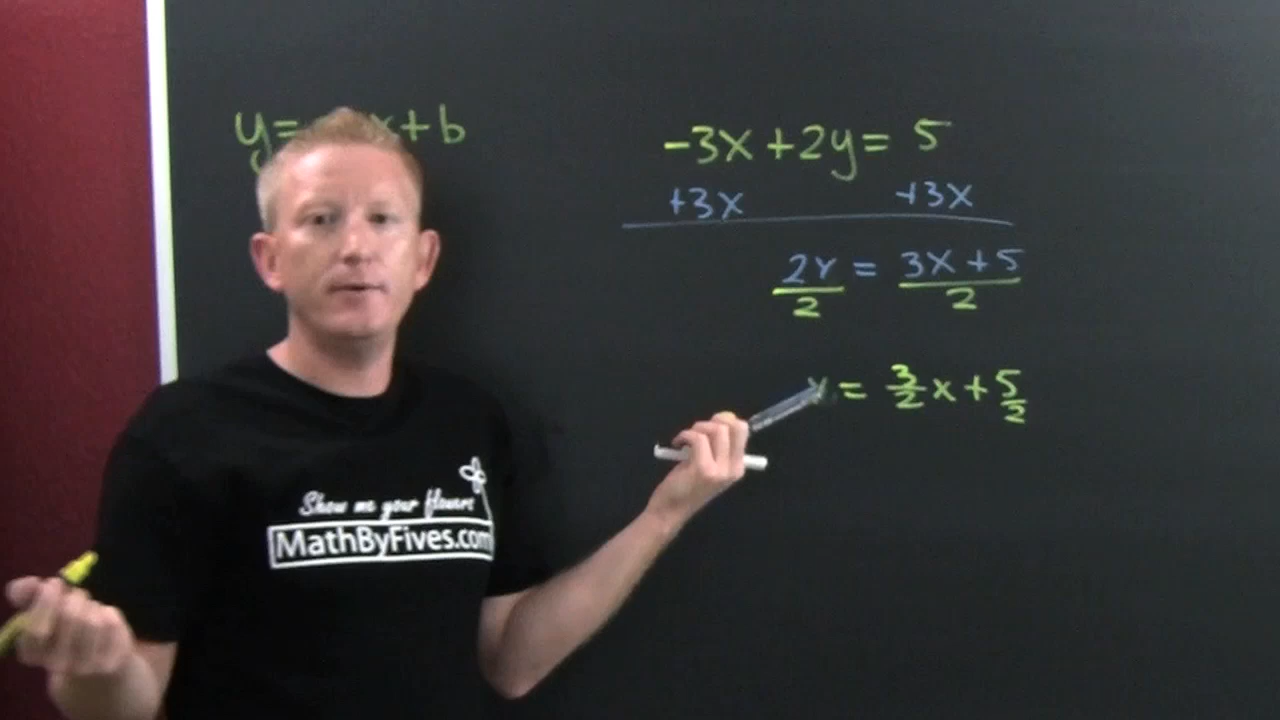 y= x+b
-3x+2y=5
+3x +3x
2y = 3x+5
2 2
y = 3/2 x + 5/2
Show me your flowers
MathByFives.com